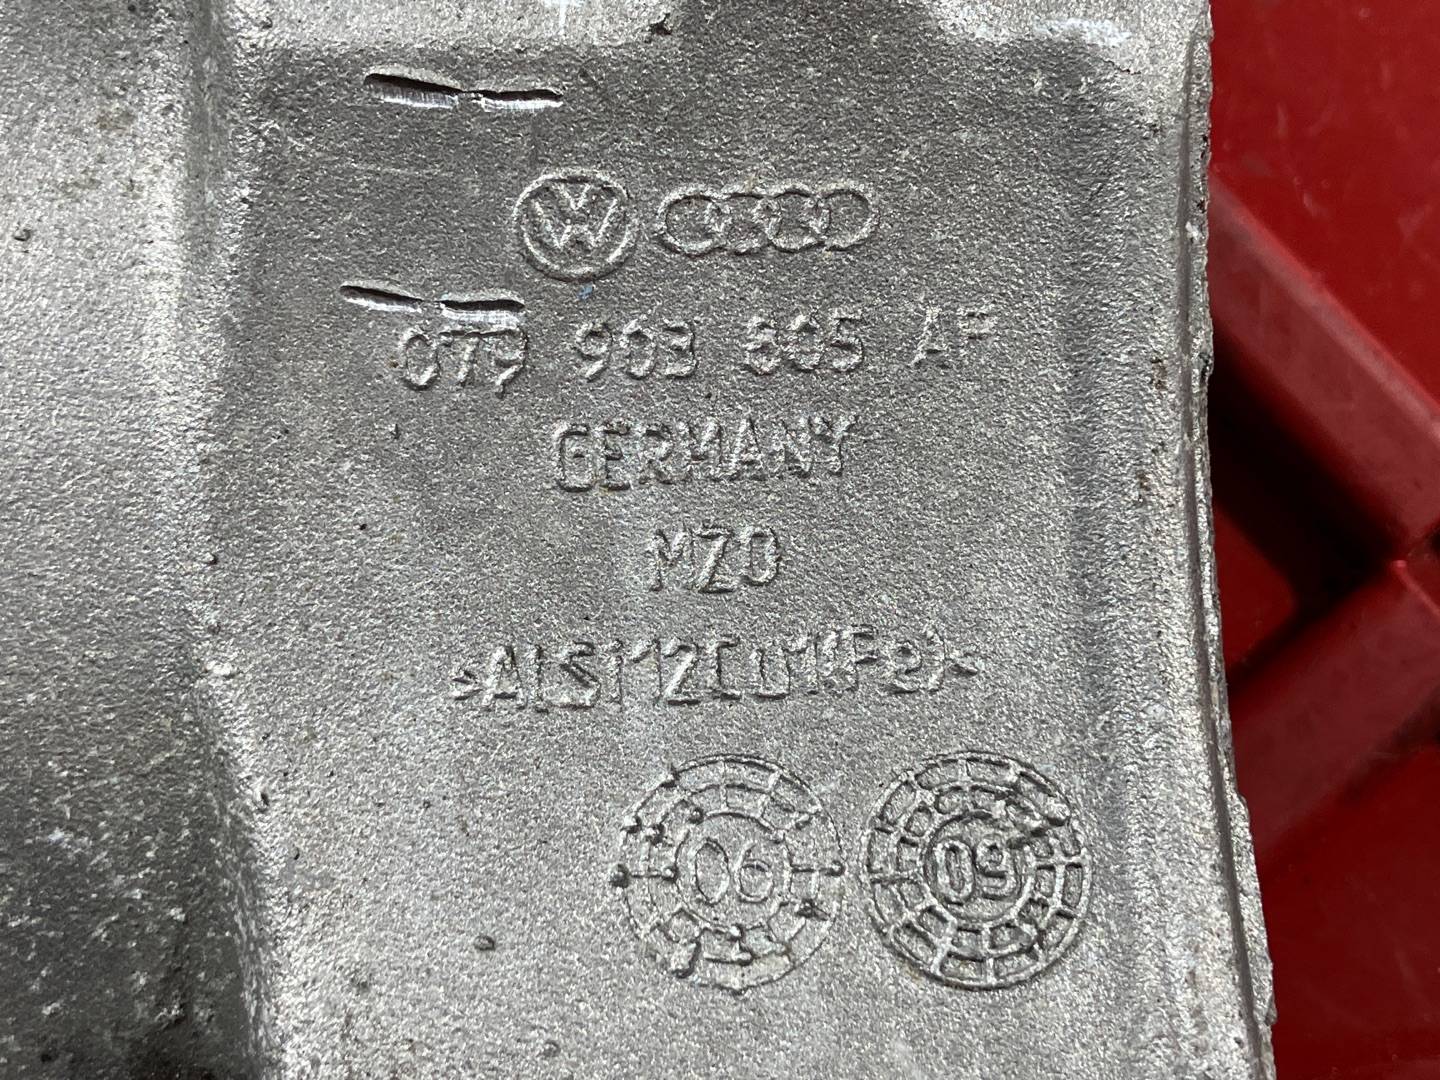 079 903 805 AF
GERMANY
MZO
>AlSi12Cu1(Fe)<
06 09